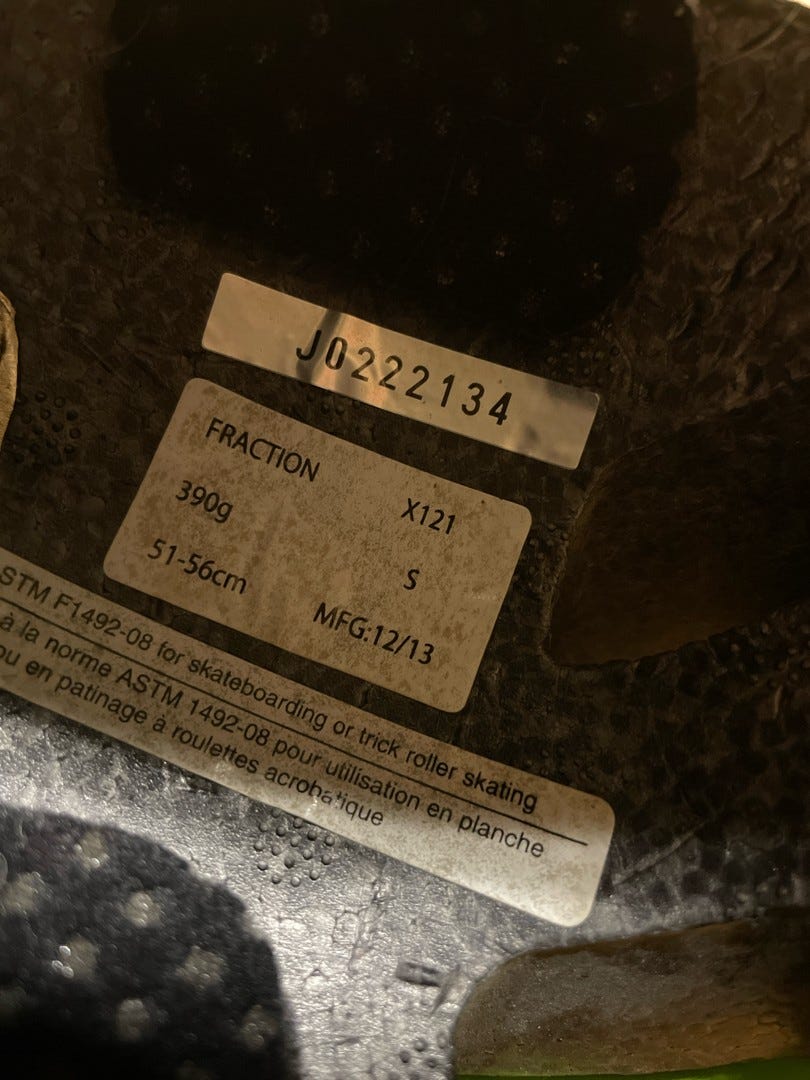 J0222134
FRACTION X121
390g S
51-56cm MFG:12/13
STM F1492-08 for skateboarding or trick roller skating
à la norme ASTM 1492-08 pour utilisation en planche
ou en patinage à roulettes acrobatique